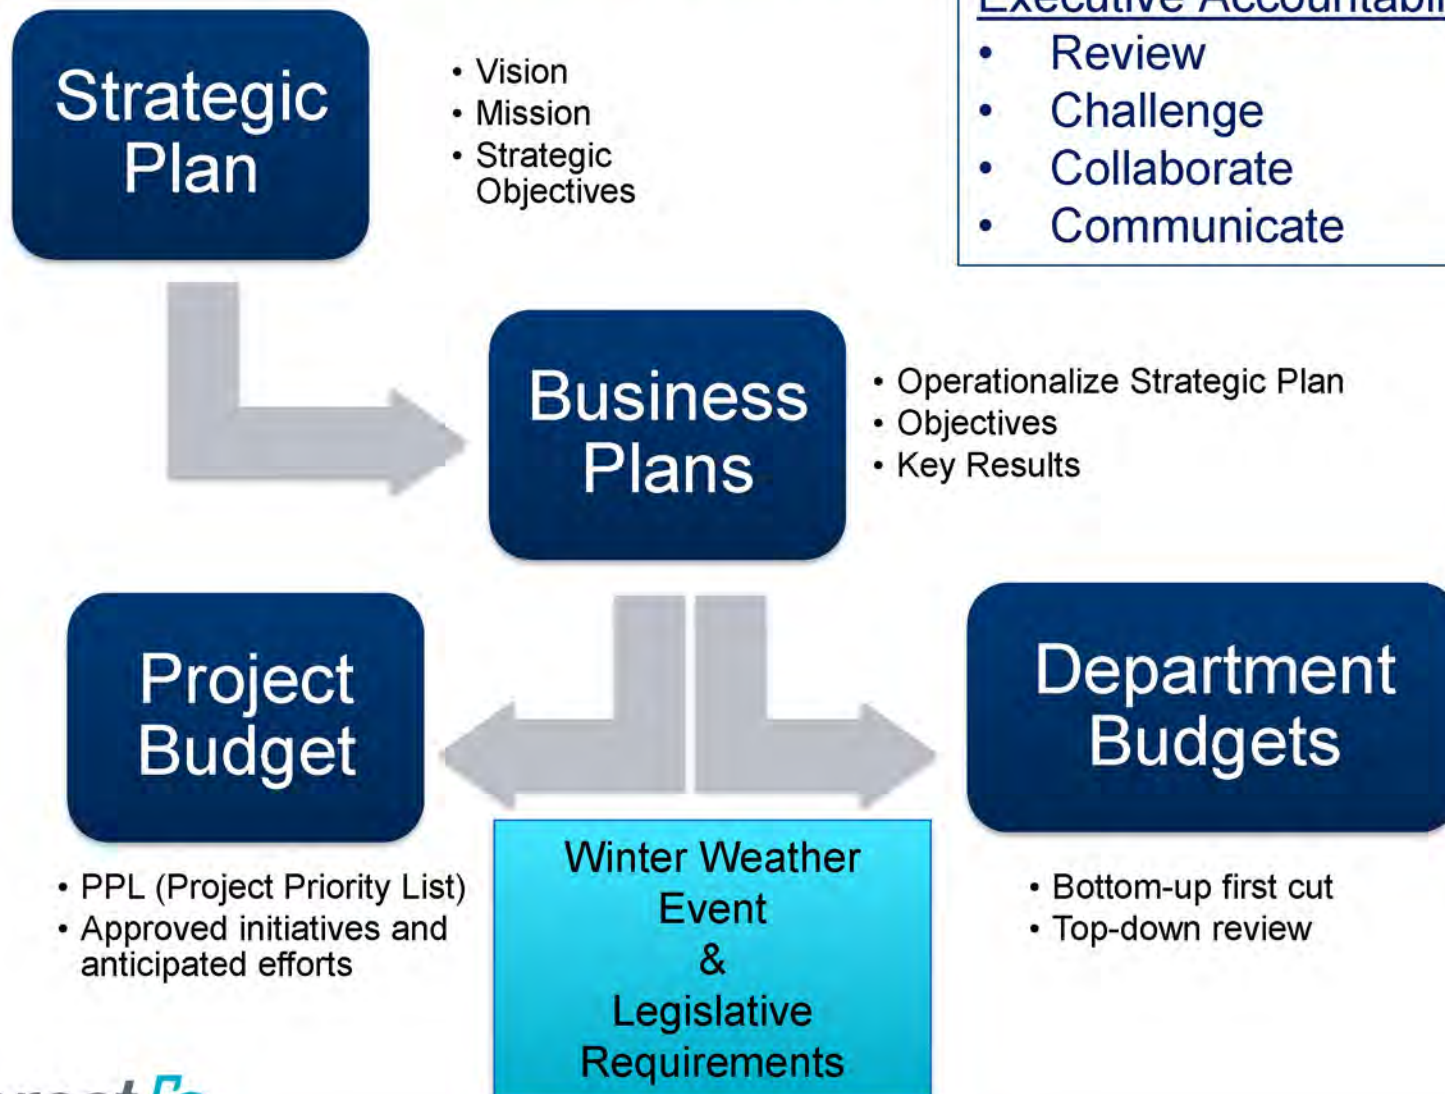 Strategic
Plan
• Vision
• Mission
• Strategic
Objectives
Executive
• Review
• Challenge
• Collaborate
• Communicate
Business
Plans
• Operationalize Strategic Plan
• Objectives
• Key Results
Project
Budget
Department
Budgets
• PPL (Project Priority List)
• Approved initiatives and
anticipated efforts
Winter Weather
Event
&
Legislative
Requirements
• Bottom-up first cut
• Top-down review